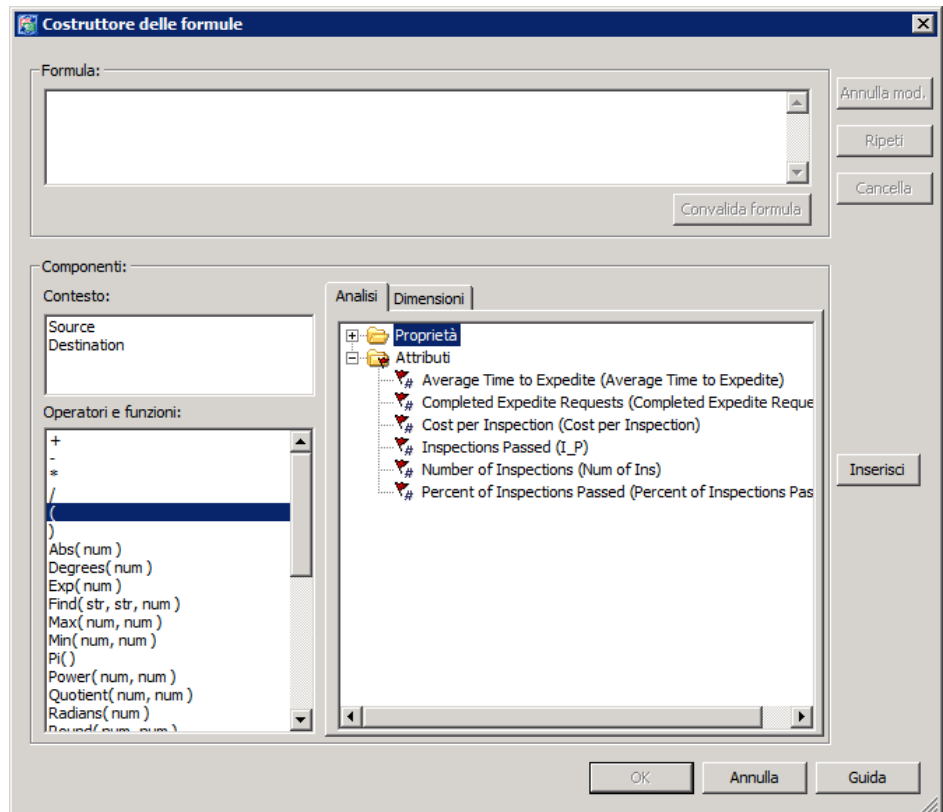 Costruttore delle formule
Formula:
Annulla mod.
Ripeti
Cancella
Convalida formula
Componenti:
Contesto:
Source
Destination
Operatori e funzioni:
+
-
*
/
(
)
Abs( num )
Degrees( num )
Exp( num )
Find( str, str, num )
Max( num, num )
Min( num, num )
Pi( )
Power( num, num )
Quotient( num, num )
Radians( num )
Round( num, num )
Analisi
Dimensioni
Proprietà
Attributi
Average Time to Expedite (Average Time to Expedite)
Completed Expedite Requests (Completed Expedite Reque
Cost per Inspection (Cost per Inspection)
Inspections Passed (I_P)
Number of Inspections (Num of Ins)
Percent of Inspections Passed (Percent of Inspections Pas
Inserisci
OK
Annulla
Guida